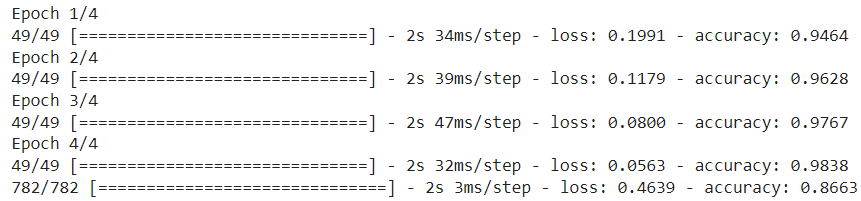 Epoch 1/4
49/49 [==============================] - 2s 34ms/step - loss: 0.1991 - accuracy: 0.9464
Epoch 2/4
49/49 [==============================] - 2s 39ms/step - loss: 0.1179 - accuracy: 0.9628
Epoch 3/4
49/49 [==============================] - 2s 47ms/step - loss: 0.0800 - accuracy: 0.9767
Epoch 4/4
49/49 [==============================] - 2s 32ms/step - loss: 0.0563 - accuracy: 0.9838
782/782 [==============================] - 2s 3ms/step - loss: 0.4639 - accuracy: 0.8663